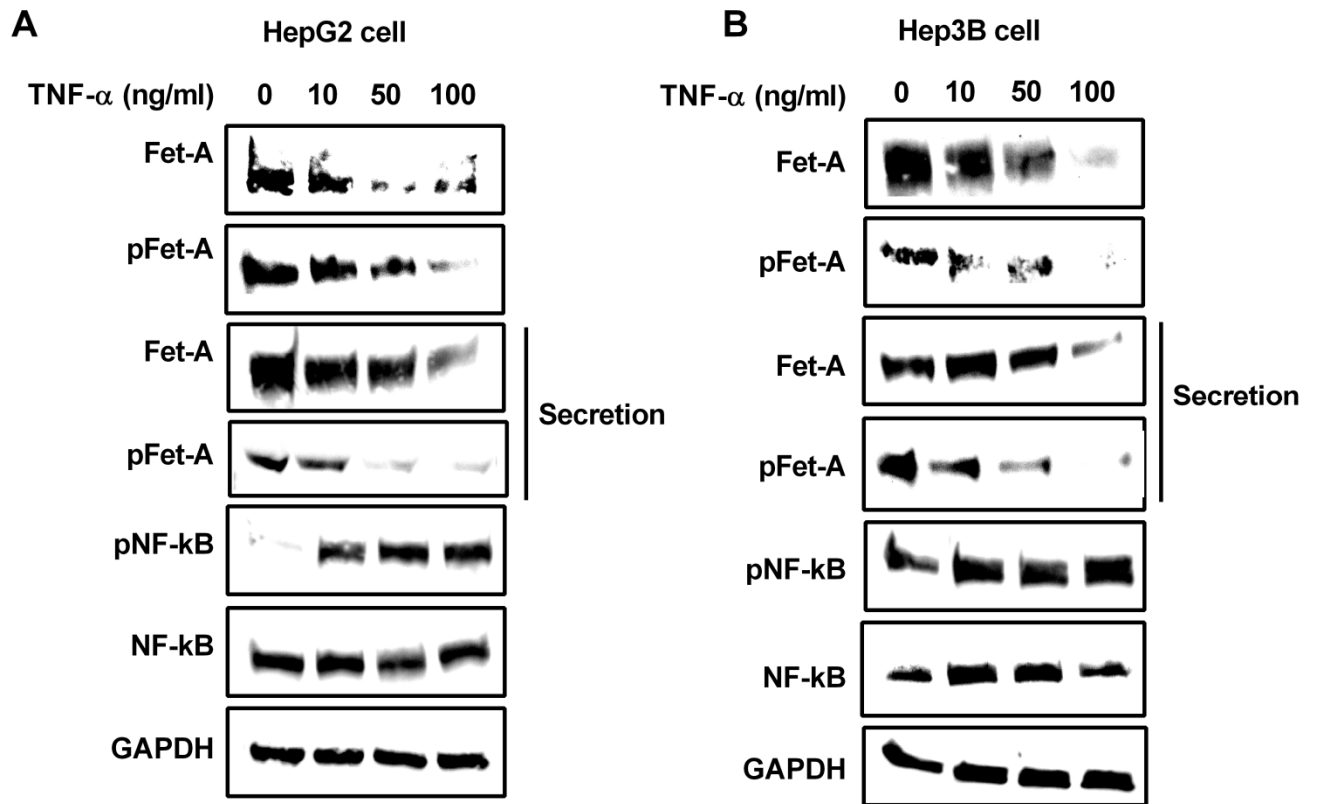 A
HepG2 cell
TNF-α (ng/ml) 0 10 50 100
Fet-A
pFet-A
Fet-A
pFet-A
Secretion
pNF-kB
NF-kB
GAPDH
B
Hep3B cell
TNF-α (ng/ml) 0 10 50 100
Fet-A
pFet-A
Fet-A
pFet-A
Secretion
pNF-kB
NF-kB
GAPDH